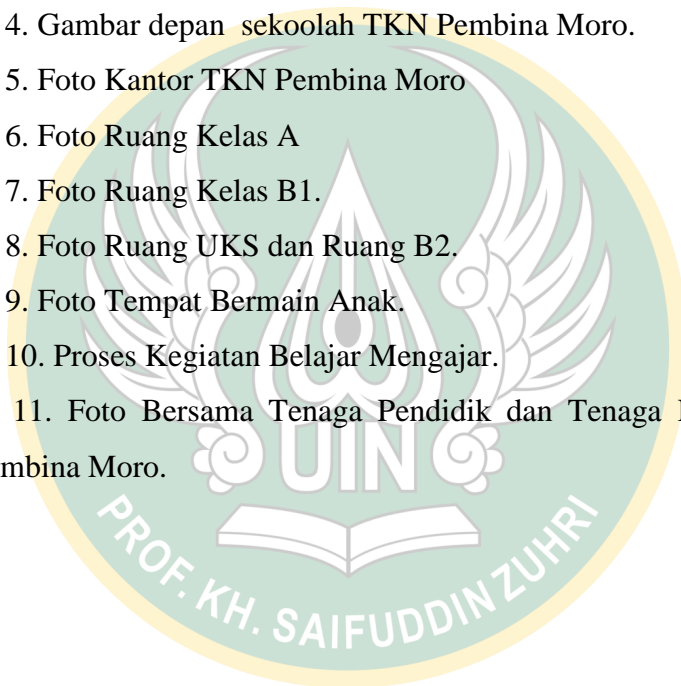 4. Gambar depan sekoolah TKN Pembina Moro.
5. Foto Kantor TKN Pembina Moro
6. Foto Ruang Kelas A
7. Foto Ruang Kelas B1.
8. Foto Ruang UKS dan Ruang B2.
9. Foto Tempat Bermain Anak.
10. Proses Kegiatan Belajar Mengajar.
11. Foto Bersama Tenaga Pendidik dan Tenaga
mbina Moro.
UIN
PROF. KH. SAIFUDDIN ZUHRI